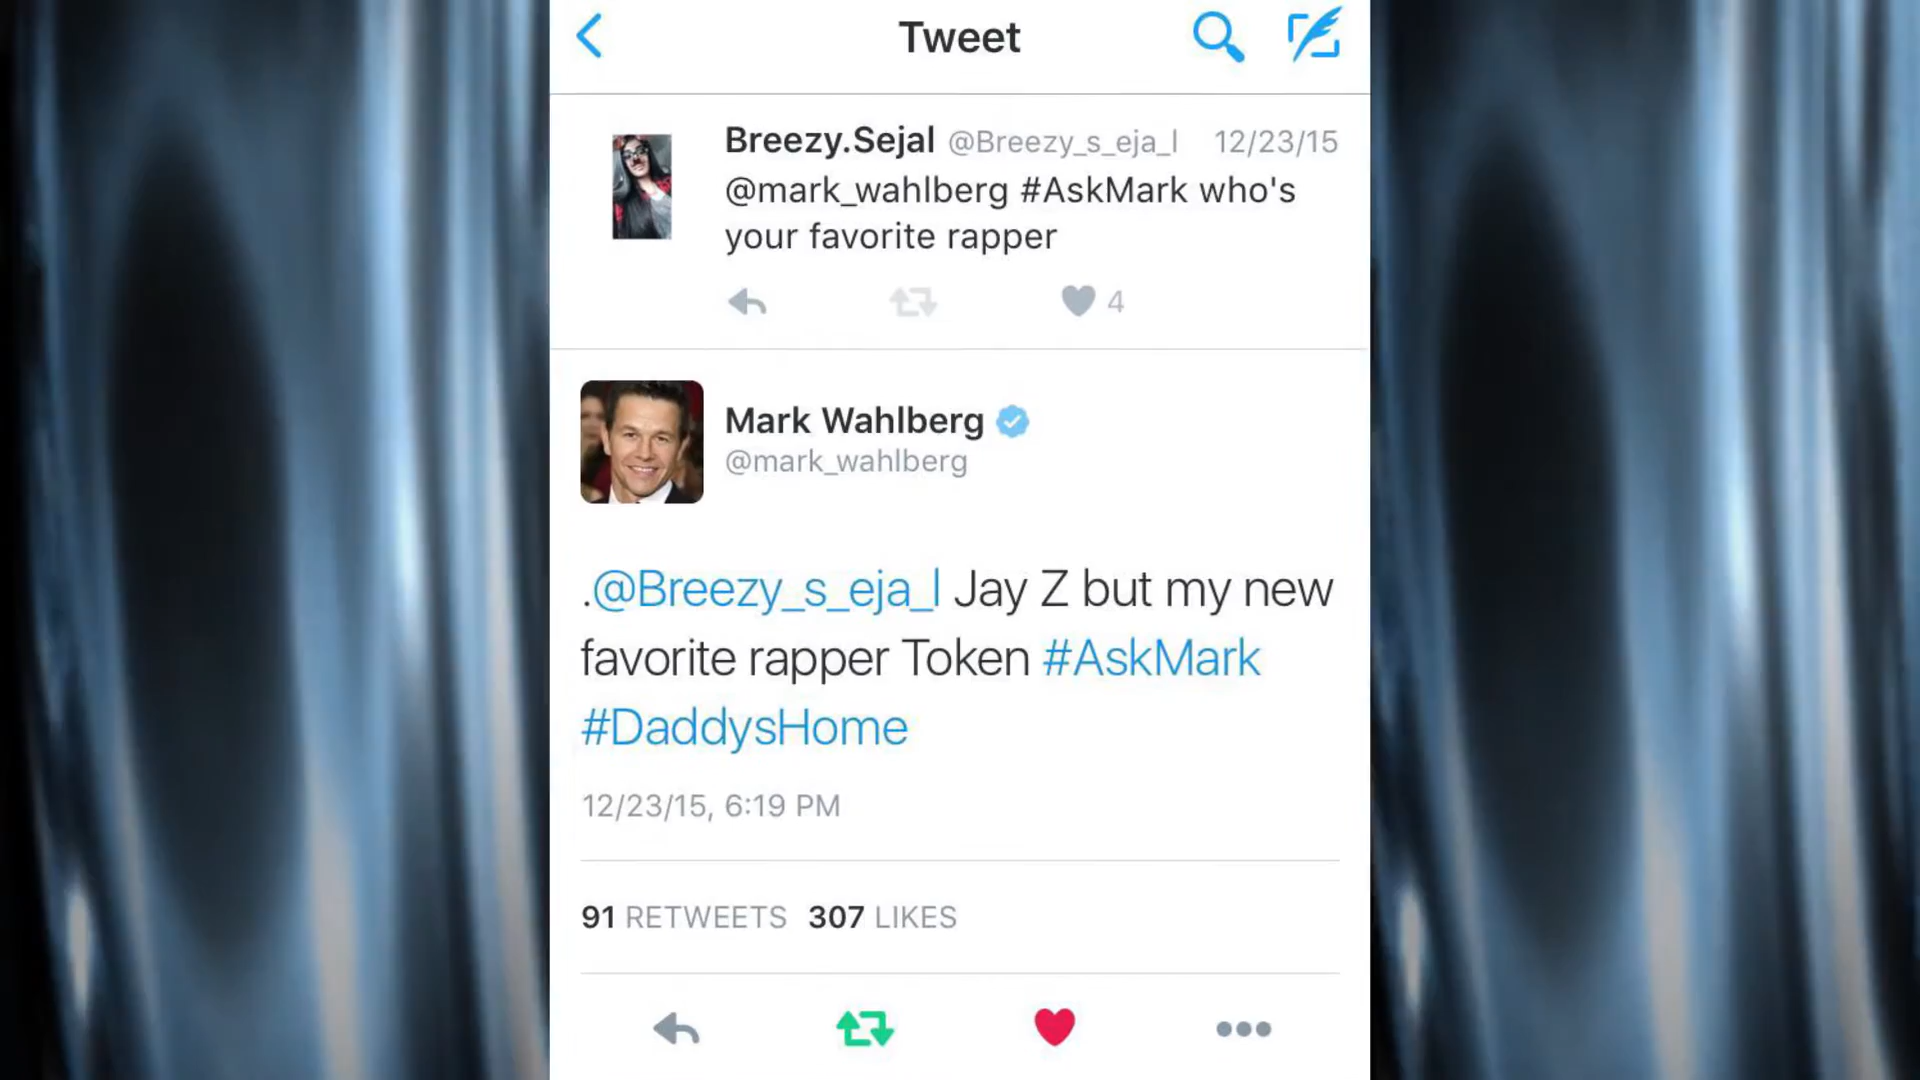 Tweet
Breezy.Sejal @Breezy_s_eja_l 12/23/15
@mark_wahlberg #AskMark who's
your favorite rapper
4
Mark Wahlberg
@mark_wahlberg
.@Breezy_s_eja_l Jay Z but my new
favorite rapper Token #AskMark
#DaddysHome
12/23/15, 6:19 PM
91 RETWEETS 307 LIKES